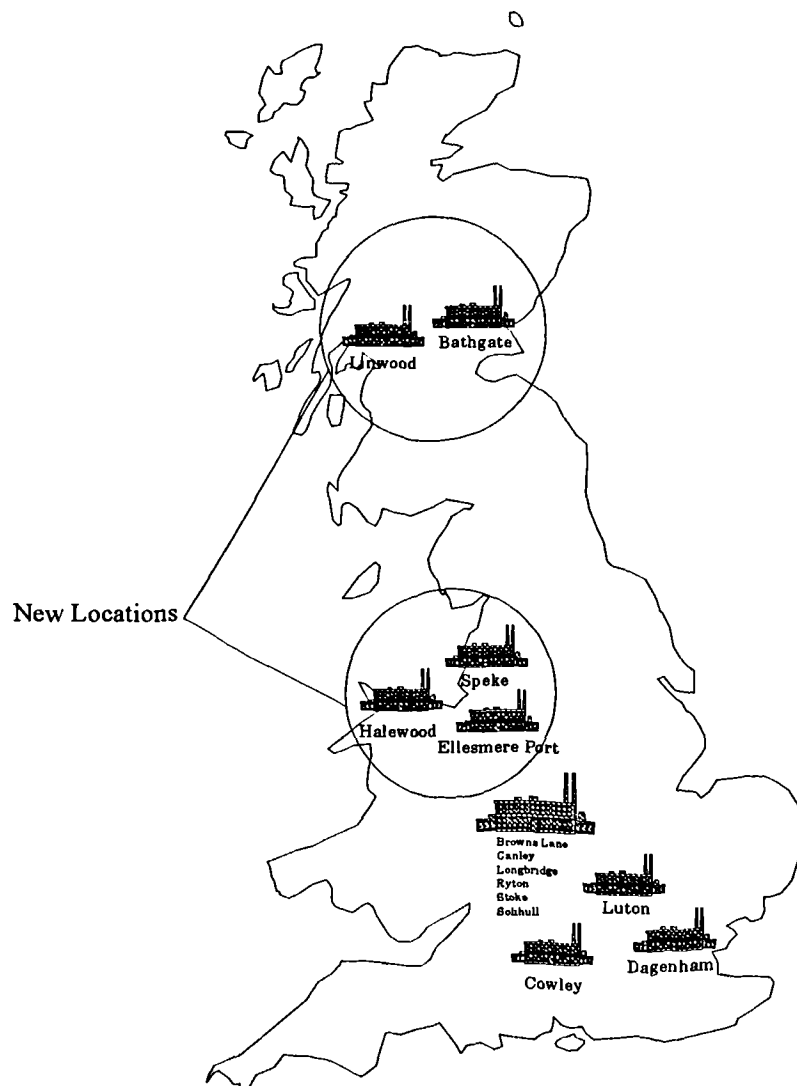 Bathgate
Linwood
New Locations
Speke
Halewood
Ellesmere Port
Browns Lane
Canley
Longbridge
Ryton
Stoke
Solihull
Luton
Dagenham
Cowley